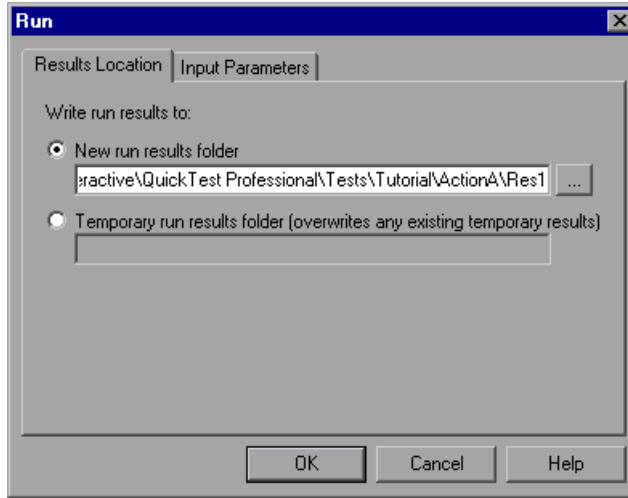 Run
Results Location Input Parameters
Write run results to:
New run results folder
eractive\QuickTest Professional\Tests\Tutorial\ActionA\Res1 ...
Temporary run results folder (overwrites any existing temporary results)
OK Cancel Help